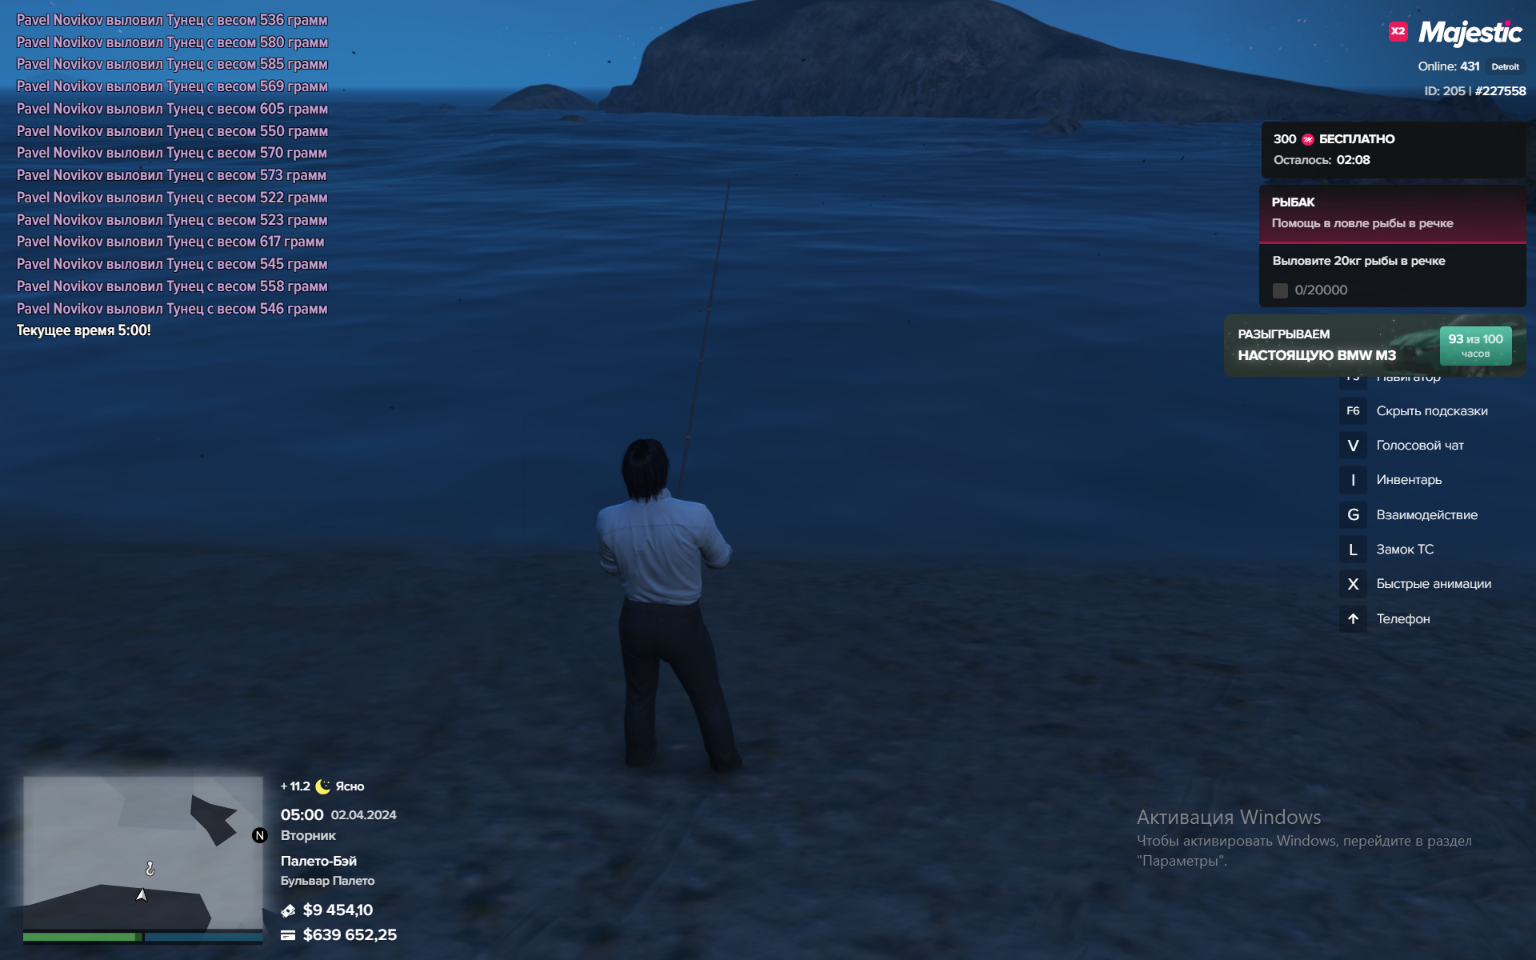 Pavel Novikov выловил Тунец с весом 536 грамм
Pavel Novikov выловил Тунец с весом 580 грамм
Pavel Novikov выловил Тунец с весом 585 грамм
Pavel Novikov выловил Тунец с весом 569 грамм
Pavel Novikov выловил Тунец с весом 605 грамм
Pavel Novikov выловил Тунец с весом 550 грамм
Pavel Novikov выловил Тунец с весом 570 грамм
Pavel Novikov выловил Тунец с весом 573 грамм
Pavel Novikov выловил Тунец с весом 522 грамм
Pavel Novikov выловил Тунец с весом 523 грамм
Pavel Novikov выловил Тунец с весом 617 грамм
Pavel Novikov выловил Тунец с весом 545 грамм
Pavel Novikov выловил Тунец с весом 558 грамм
Pavel Novikov выловил Тунец с весом 546 грамм
Текущее время 5:00!
X2 Majestic
Online: 431 Detroit
ID: 205 | #227558
300 БЕСПЛАТНО
Осталось: 02:08
РЫБАК
Помощь в ловле рыбы в речке
Выловите 20кг рыбы в речке
0/20000
РАЗЫГРЫВАЕМ
НАСТОЯЩУЮ BMW M3
93 из 100
часов
Навигатор
F6 Скрыть подсказки
V Голосовой чат
I Инвентарь
G Взаимодействие
L Замок ТС
X Быстрые анимации
Телефон
N
+ 11.2 Ясно
05:00 02.04.2024
Вторник
Палето-Бэй
Бульвар Палето
$9 454,10
$639 652,25
Активация Windows
Чтобы активировать Windows, перейдите в раздел
"Параметры".